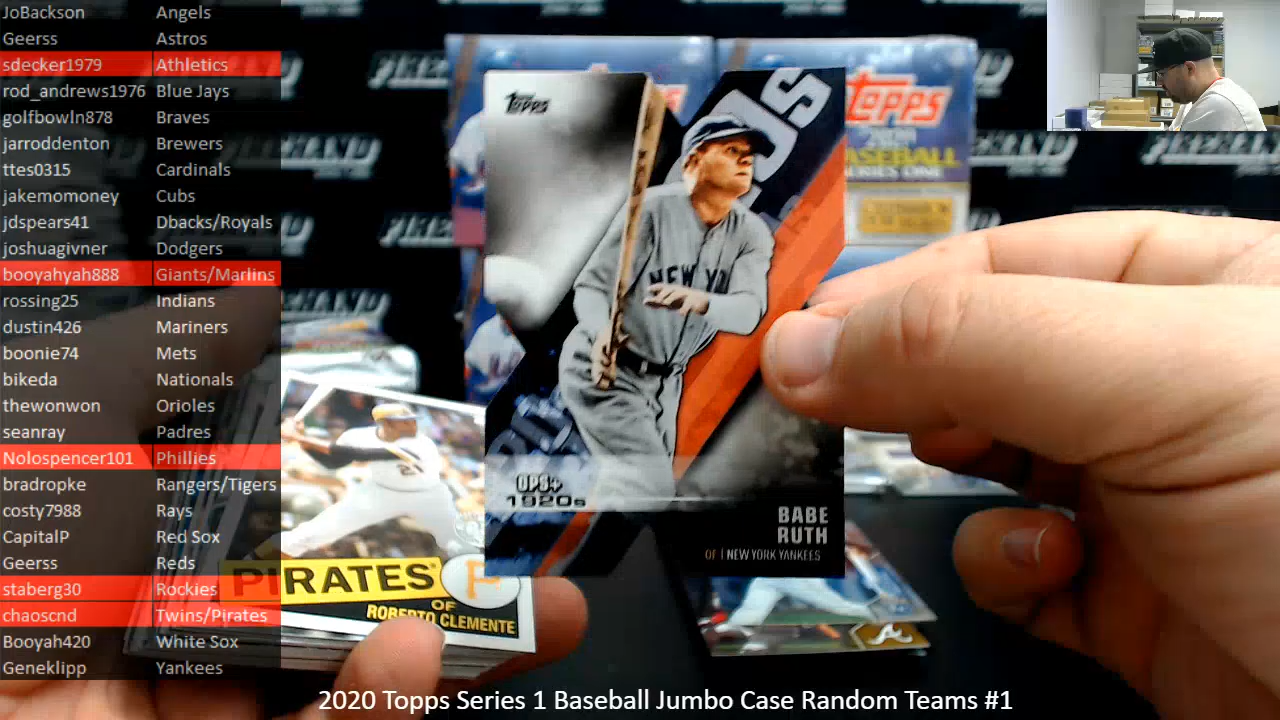 JoBackson Angels
Geerss Astros
sdecker1979 Athletics
rod_andrews1976 Blue Jays
golfbowln878 Braves
jarroddenton Brewers
ttes0315 Cardinals
jakemomoney Cubs
jdspears41 Dbacks/Royals
joshuagivner Dodgers
booyahyah888 Giants/Marlins
rossing25 Indians
dustin426 Mariners
boonie74 Mets
bikeda Nationals
thewonwon Orioles
seanray Padres
Nolospencer101 Phillies
bradropke Rangers/Tigers
costy7988 Rays
CapitalP Red Sox
Geerss Reds
staberg30 Rockies
chaoscnd Twins/Pirates
Booyah420 White Sox
Geneklipp Yankees
TOPPS
NEW YO
OPS+
1920s
BABE
RUTH
OF | NEW YORK YANKEES
topps
BASEBALL
SERIES ONE
PIRATES
P
OF
ROBERTO CLEMENTE
21
A
2020 Topps Series 1 Baseball Jumbo Case Random Teams #1